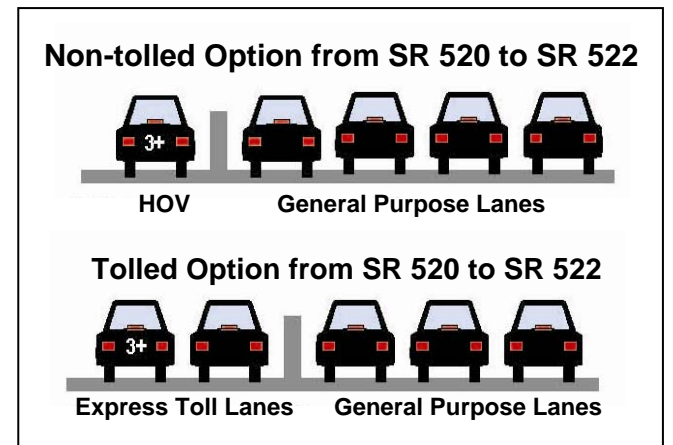 Non-tolled Option from SR 520 to SR 522
3+
HOV General Purpose Lanes
Tolled Option from SR 520 to SR 522
3+
Express Toll Lanes General Purpose Lanes